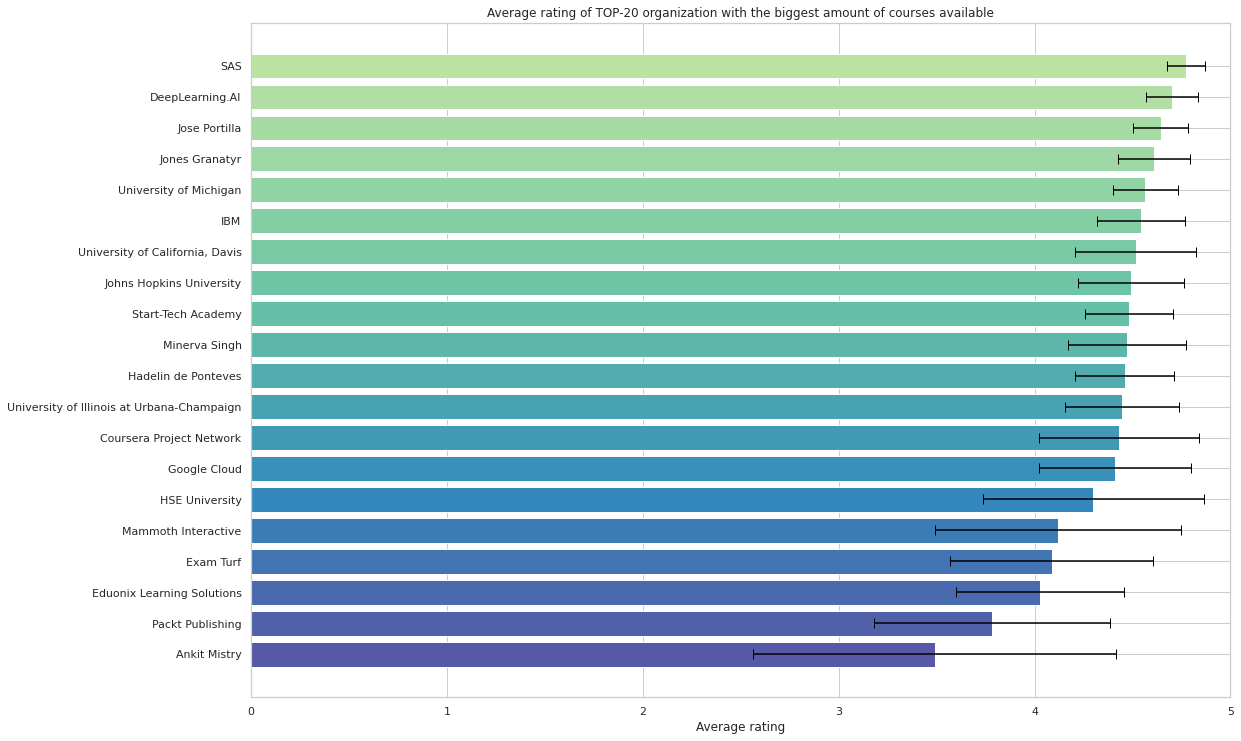 Average rating of TOP-20 organization with the biggest amount of courses available
SAS
DeepLearning.AI
Jose Portilla
Jones Granatyr
University of Michigan
IBM
University of California, Davis
Johns Hopkins University
Start-Tech Academy
Minerva Singh
Hadelin de Ponteves
University of Illinois at Urbana-Champaign
Coursera Project Network
Google Cloud
HSE University
Mammoth Interactive
Exam Turf
Eduonix Learning Solutions
Packt Publishing
Ankit Mistry
0 1 2 3 4 5
Average rating